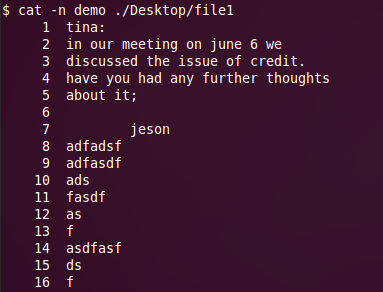 $ cat -n demo ./Desktop/file1
     1  tina:
     2  in our meeting on june 6 we
     3  discussed the issue of credit.
     4  have you had any further thoughts
     5  about it;
     6
     7          jeson
     8  adfadsf
     9  adfasdf
    10  ads
    11  fasdf
    12  as
    13  f
    14  asdfasf
    15  ds
    16  f